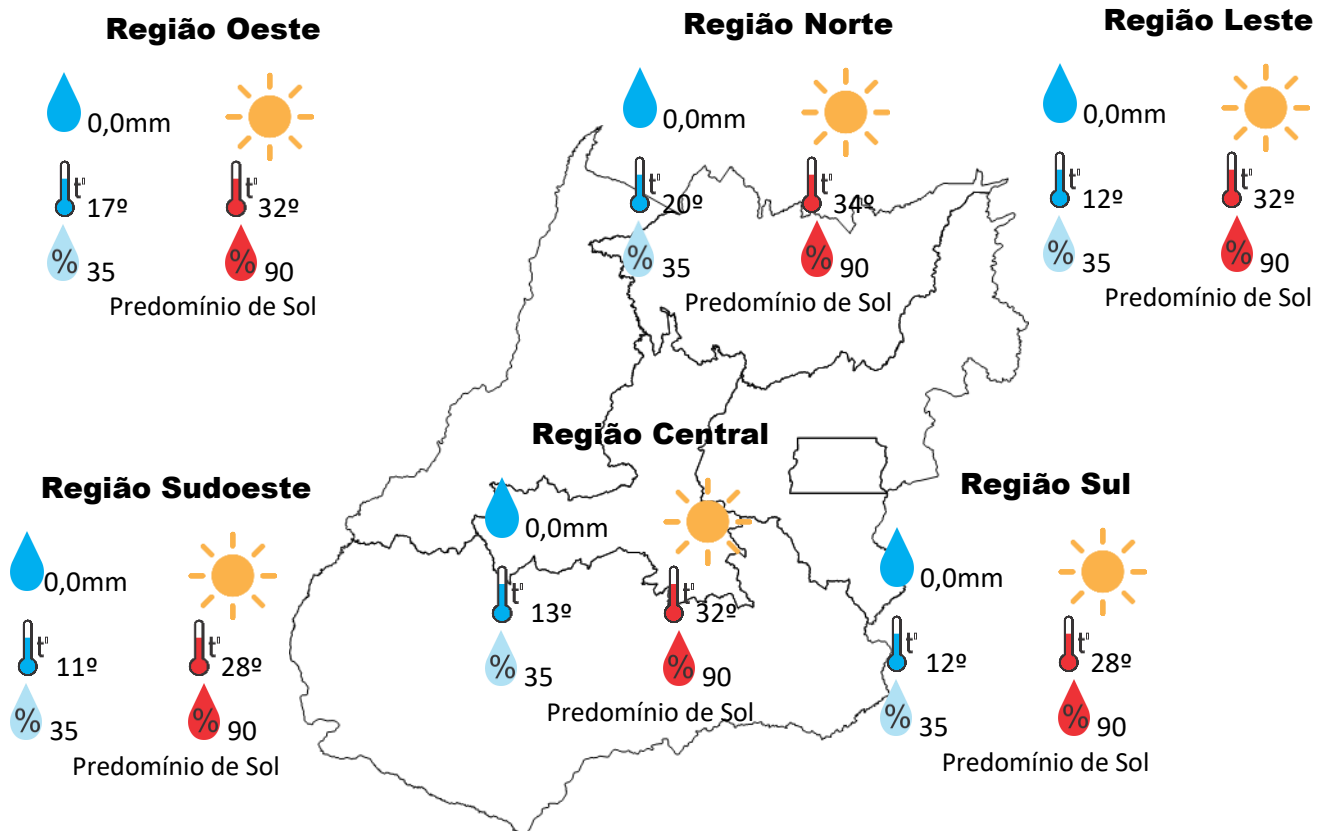 Região Oeste
0,0mm
t° 17º
t° 32º
% 35
% 90
Predomínio de Sol
Região Norte
0,0mm
t° 20º
t° 34º
% 35
% 90
Predomínio de Sol
Região Leste
0,0mm
t° 12º
t° 32º
% 35
% 90
Predomínio de Sol
Região Sudoeste
0,0mm
t° 11º
t° 28º
% 35
% 90
Predomínio de Sol
Região Central
0,0mm
t° 13º
t° 32º
% 35
% 90
Predomínio de Sol
Região Sul
0,0mm
t° 12º
t° 28º
% 35
% 90
Predomínio de Sol